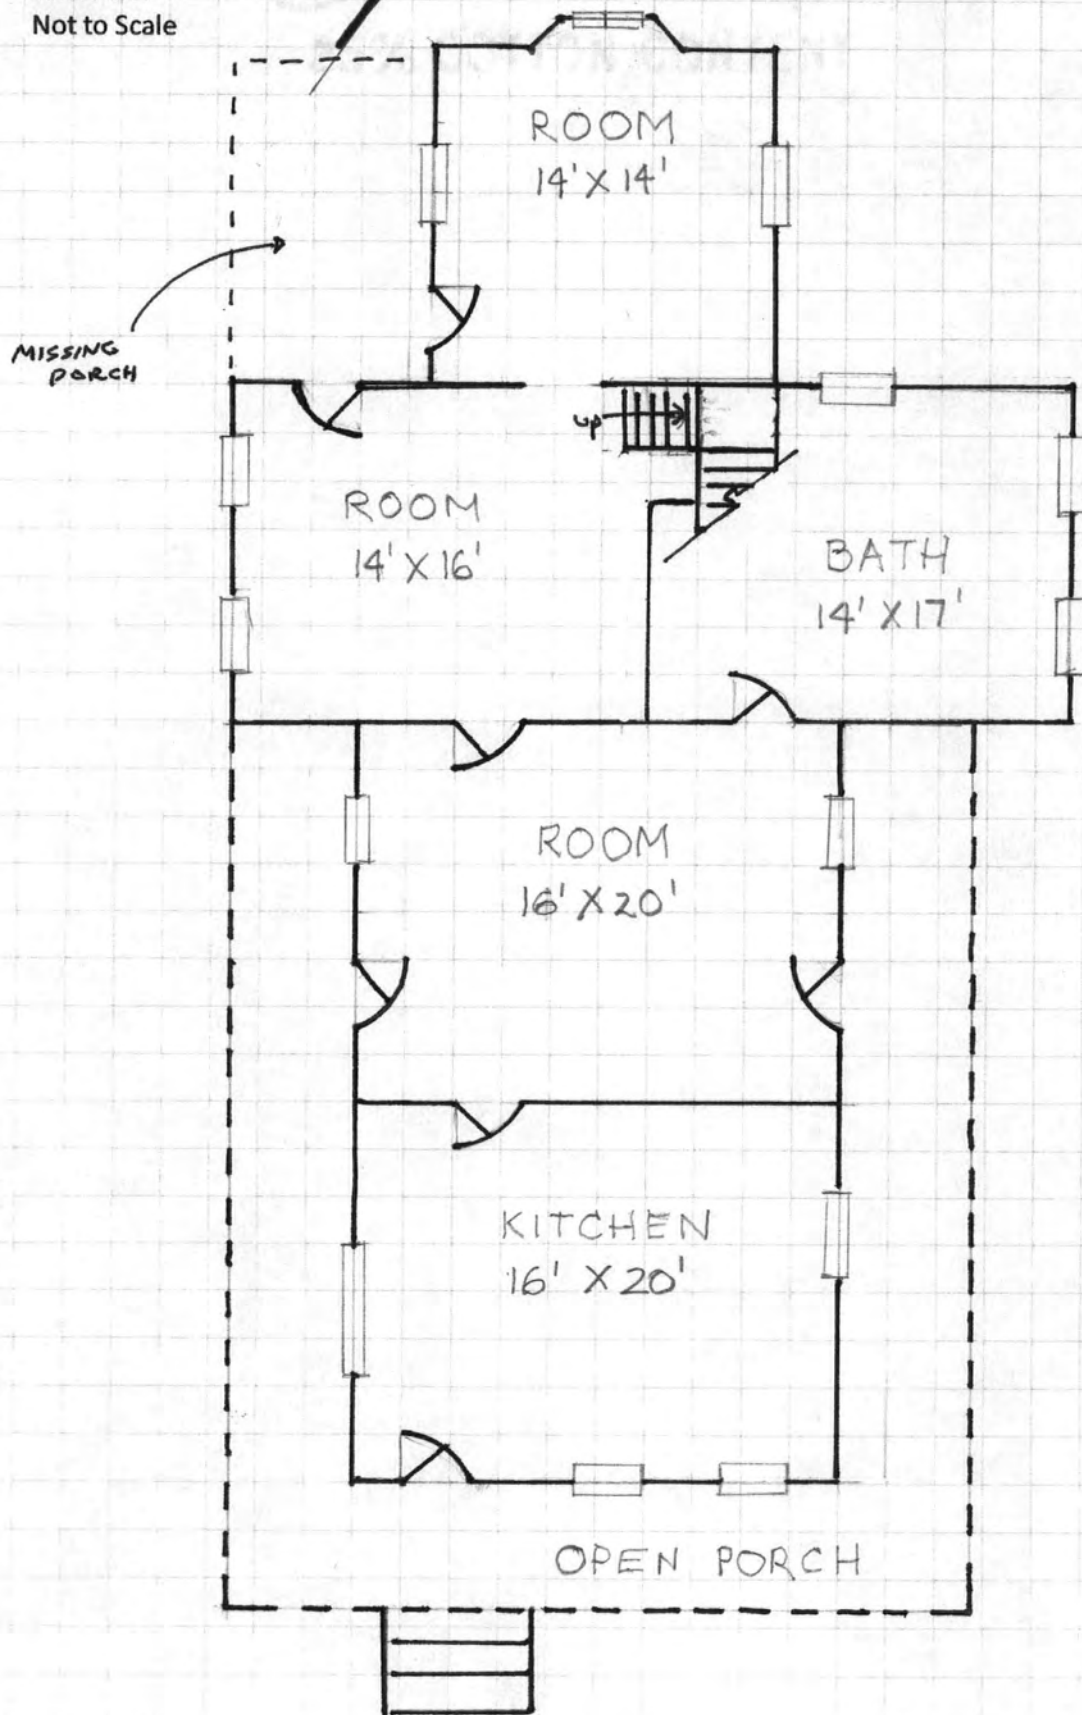 Not to Scale
ROOM
14' X 14'
MISSING
PORCH
up
ROOM
14' X 16'
BATH
14' X 17'
ROOM
16' X 20'
KITCHEN
16' X 20'
OPEN PORCH